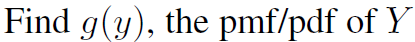 Find g(y), the pmf/pdf of Y